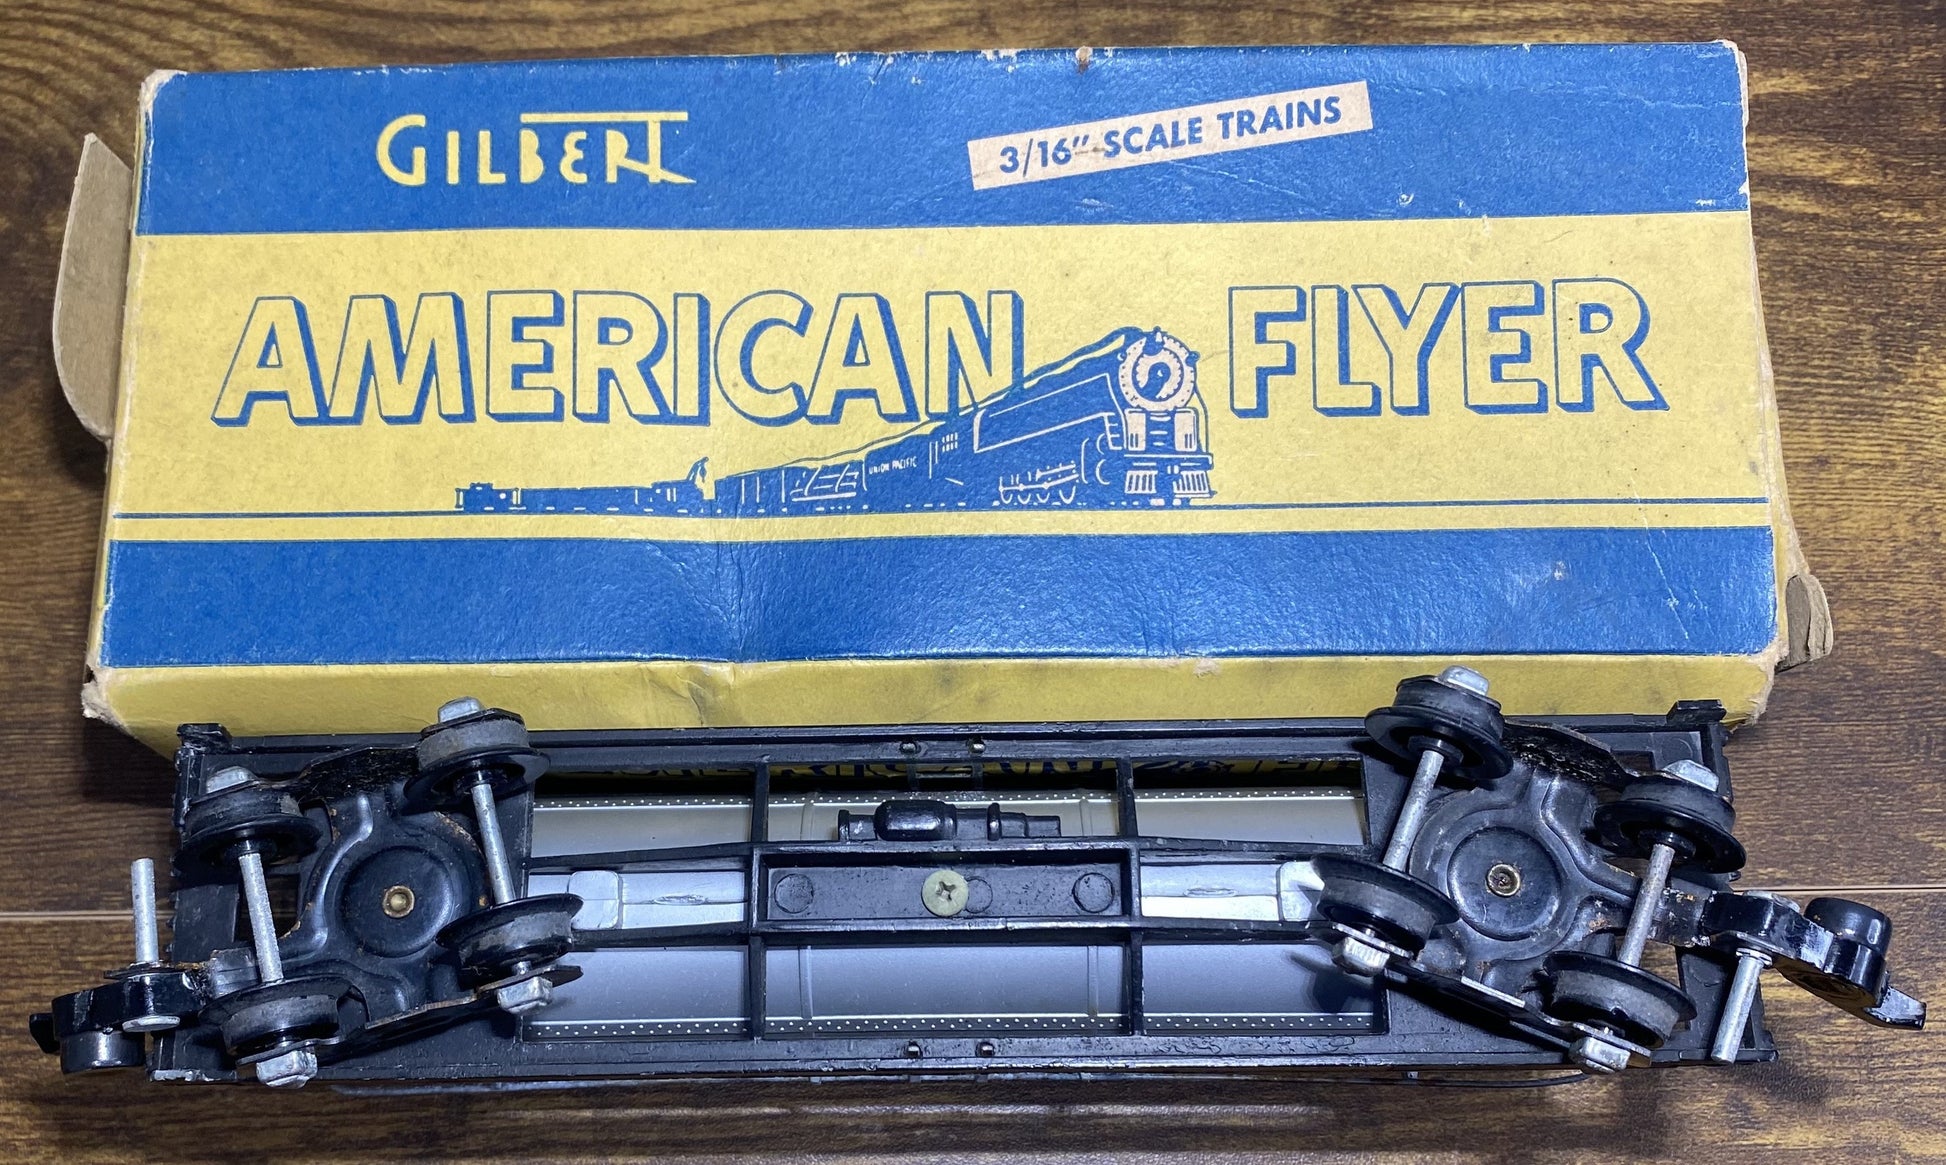 GILBERT
3/16" SCALE TRAINS
AMERICAN FLYER
UNION PACIFIC